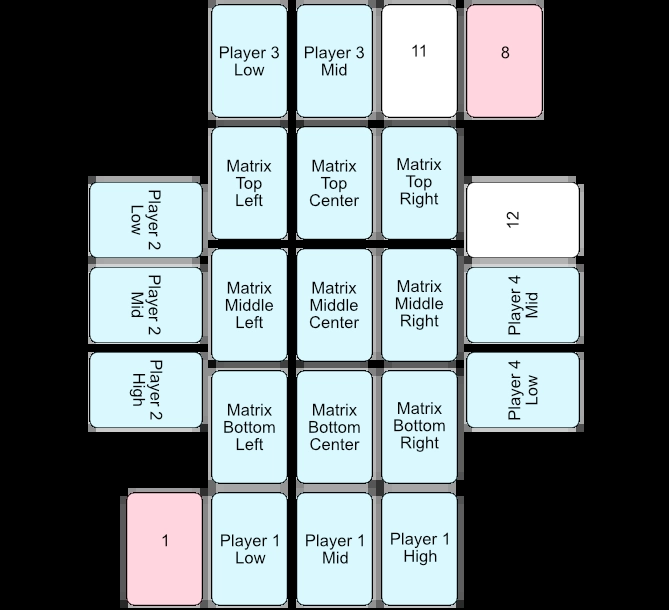 Player 3
Low
Player 3
Mid
11
8
Matrix
Top
Left
Matrix
Top
Center
Matrix
Top
Right
Player 2
Low
12
Matrix
Middle
Left
Matrix
Middle
Center
Matrix
Middle
Right
Player 2
Mid
Player 4
Mid
Player 2
High
Player 4
Low
Matrix
Bottom
Left
Matrix
Bottom
Center
Matrix
Bottom
Right
1
Player 1
Low
Player 1
Mid
Player 1
High